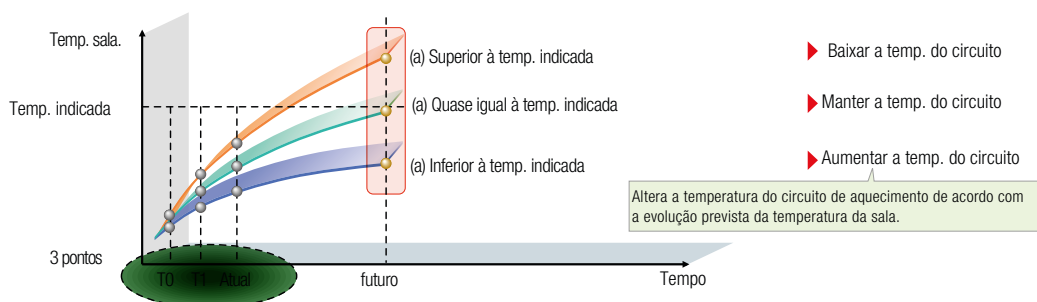 Temp. sala.
(a) Superior à temp. indicada
Baixar a temp. do circuito
Temp. indicada
(a) Quase igual à temp. indicada
Manter a temp. do circuito
(a) Inferior à temp. indicada
Aumentar a temp. do circuito
Altera a temperatura do circuito de aquecimento de acordo com
a evolução prevista da temperatura da sala.
3 pontos
T0 T1 Atual futuro Tempo